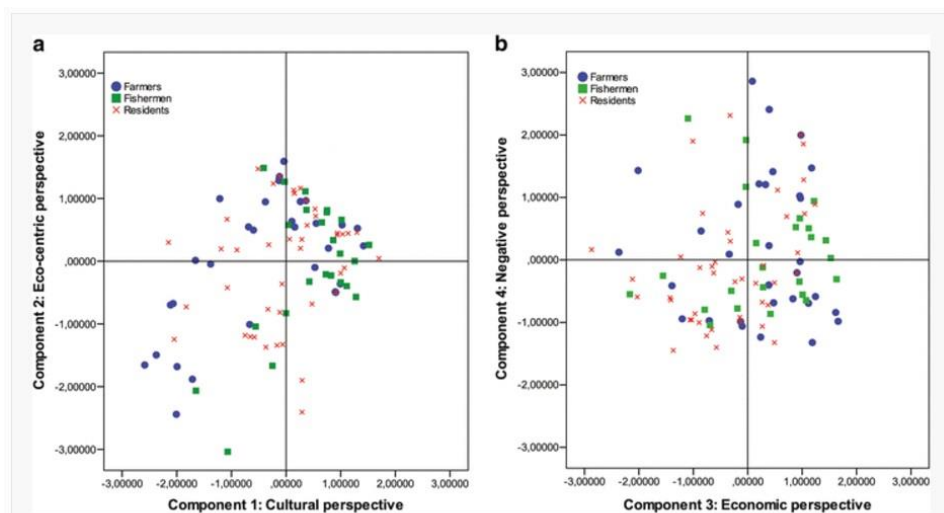 a
3,00000
2,00000
1,00000
,00000
-1,00000
-2,00000
-3,00000
Component 2: Eco-centric perspective
Farmers
Fishermen
Residents
-3,00000 -2,00000 -1,00000 ,00000 1,00000 2,00000 3,00000
Component 1: Cultural perspective
b
3,00000
2,00000
1,00000
,00000
-1,00000
-2,00000
-3,00000
Component 4: Negative perspective
Farmers
Fishermen
Residents
-3,00000 -2,00000 -1,00000 ,00000 1,00000 2,00000 3,00000
Component 3: Economic perspective